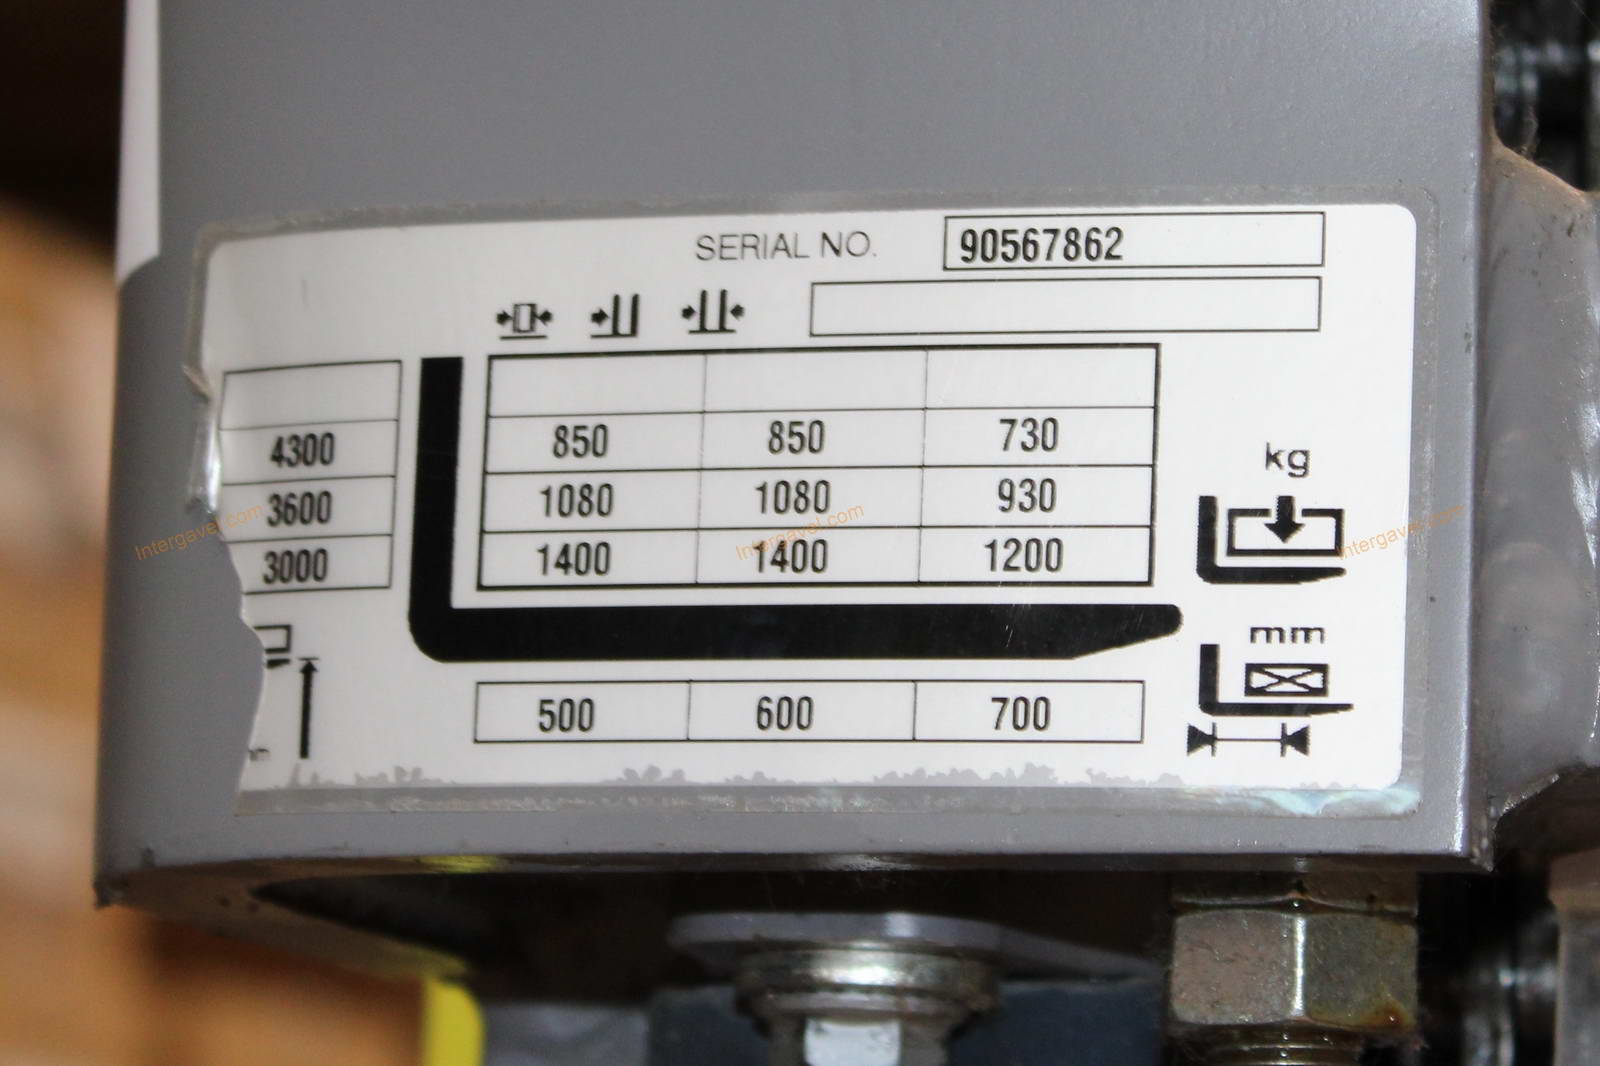 SERIAL NO. 90567862
4300 850 850 730
3600 1080 1080 930
3000 1400 1400 1200
kg
mm
500 600 700
Intergavel.com Intergavel.com Intergavel.com